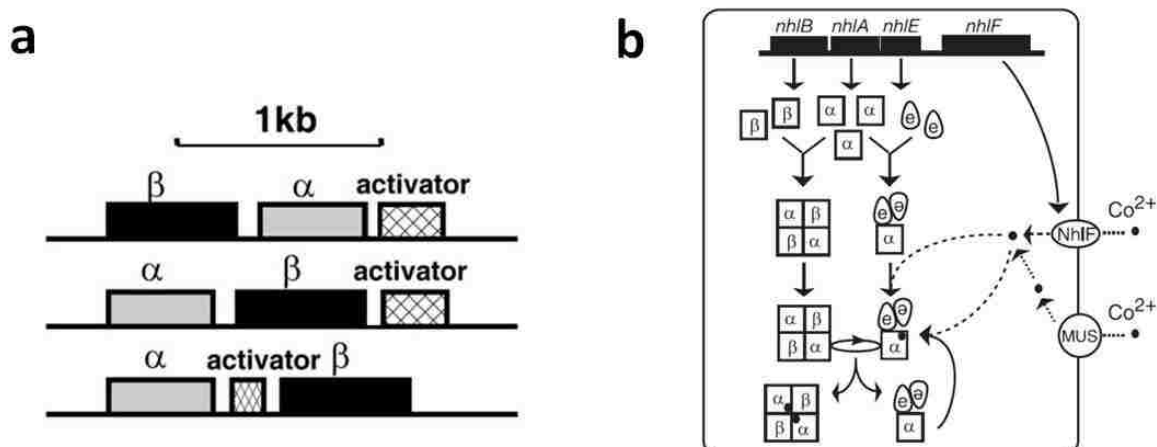 a
1kb
β α activator
α β activator
α activator β
b
nhlB nhlA nhlE nhlF
β β α α α e e
α β e e
β α α
NhlF Co2+
α β e e
β α α
MUS Co2+
α β e e
β α α